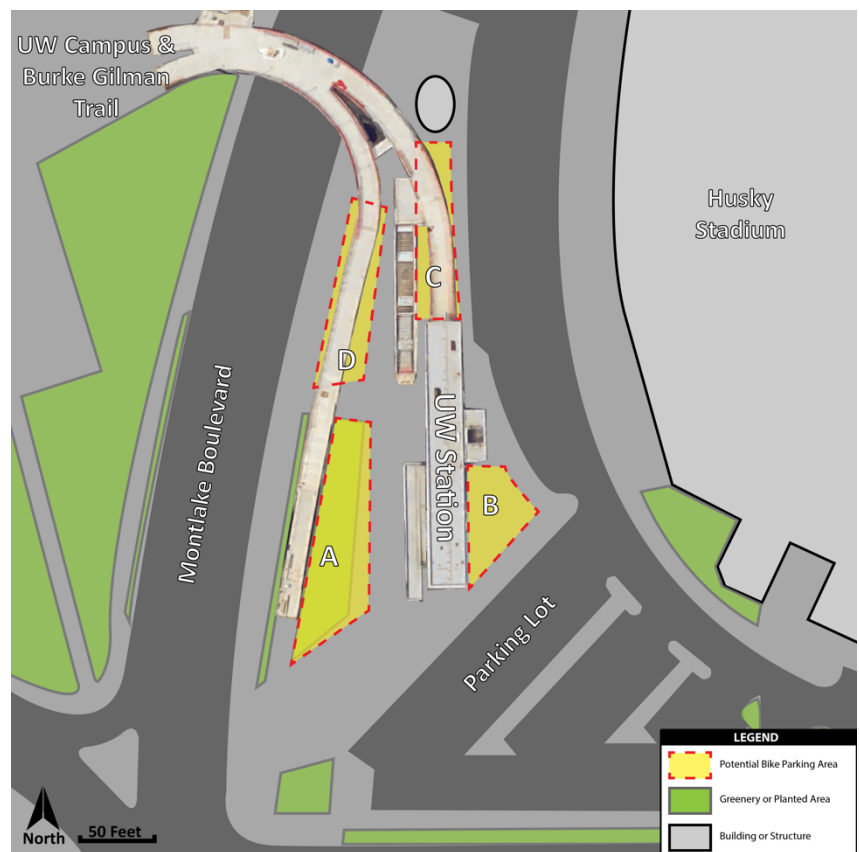 UW Campus &
Burke Gilman
Trail
Husky
Stadium
C
D
Montlake Boulevard
UW Station
A
B
Parking Lot
LEGEND
Potential Bike Parking Area
Greenery or Planted Area
Building or Structure
North
50 Feet